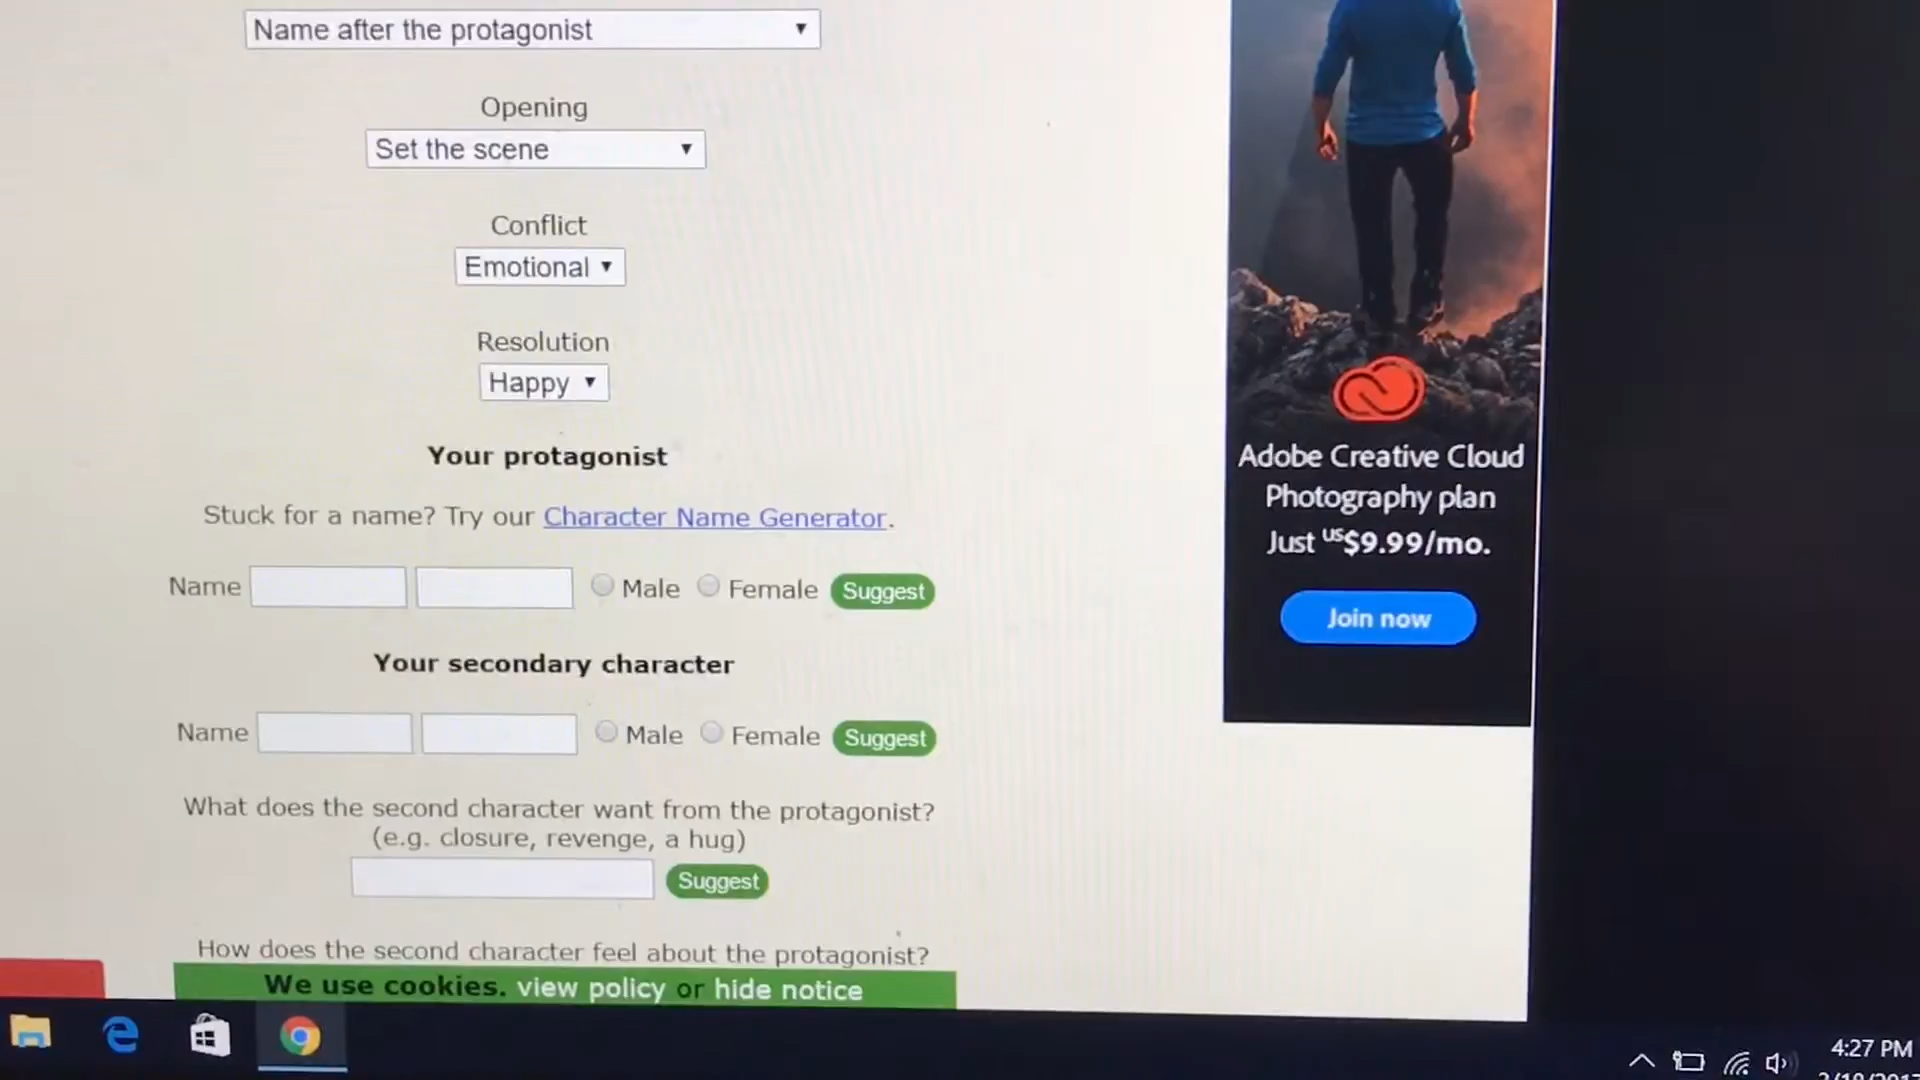 Name after the protagonist
Opening
Set the scene
Conflict
Emotional
Resolution
Happy
Your protagonist
Stuck for a name? Try our Character Name Generator.
Name Male Female Suggest
Your secondary character
Name Male Female Suggest
What does the second character want from the protagonist?
(e.g. closure, revenge, a hug)
Suggest
How does the second character feel about the protagonist?
We use cookies. view policy or hide notice
Adobe Creative Cloud
Photography plan
Just US$9.99/mo.
Join now
4:27 PM